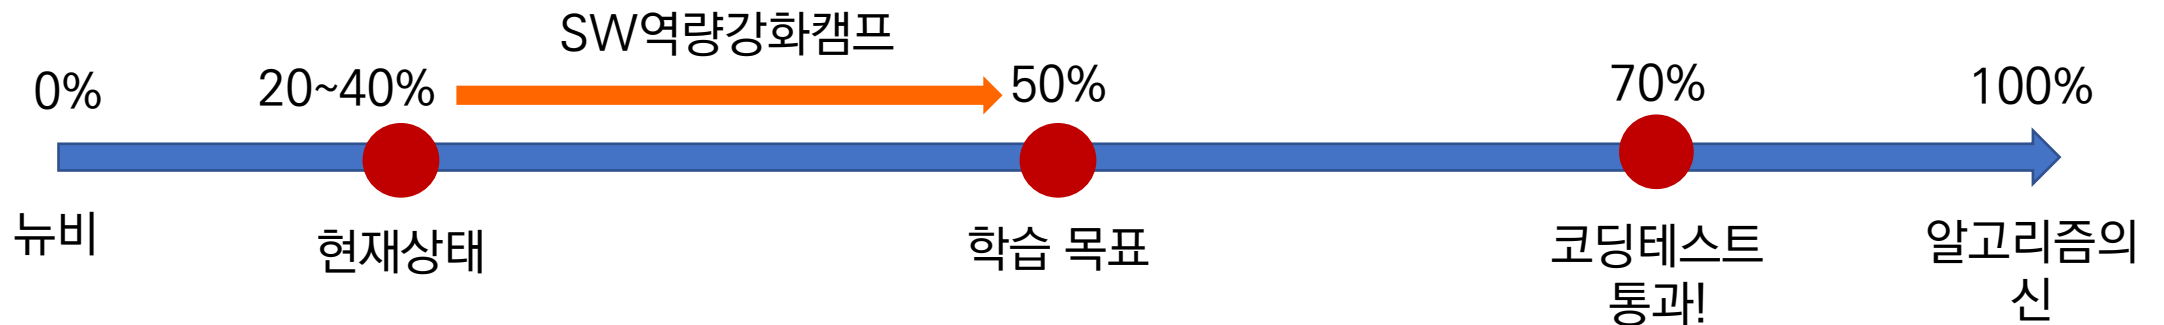 SW역량강화캠프
0%
20~40%
50%
70%
100%
뉴비
현재상태
학습 목표
코딩테스트
통과!
알고리즘의
신